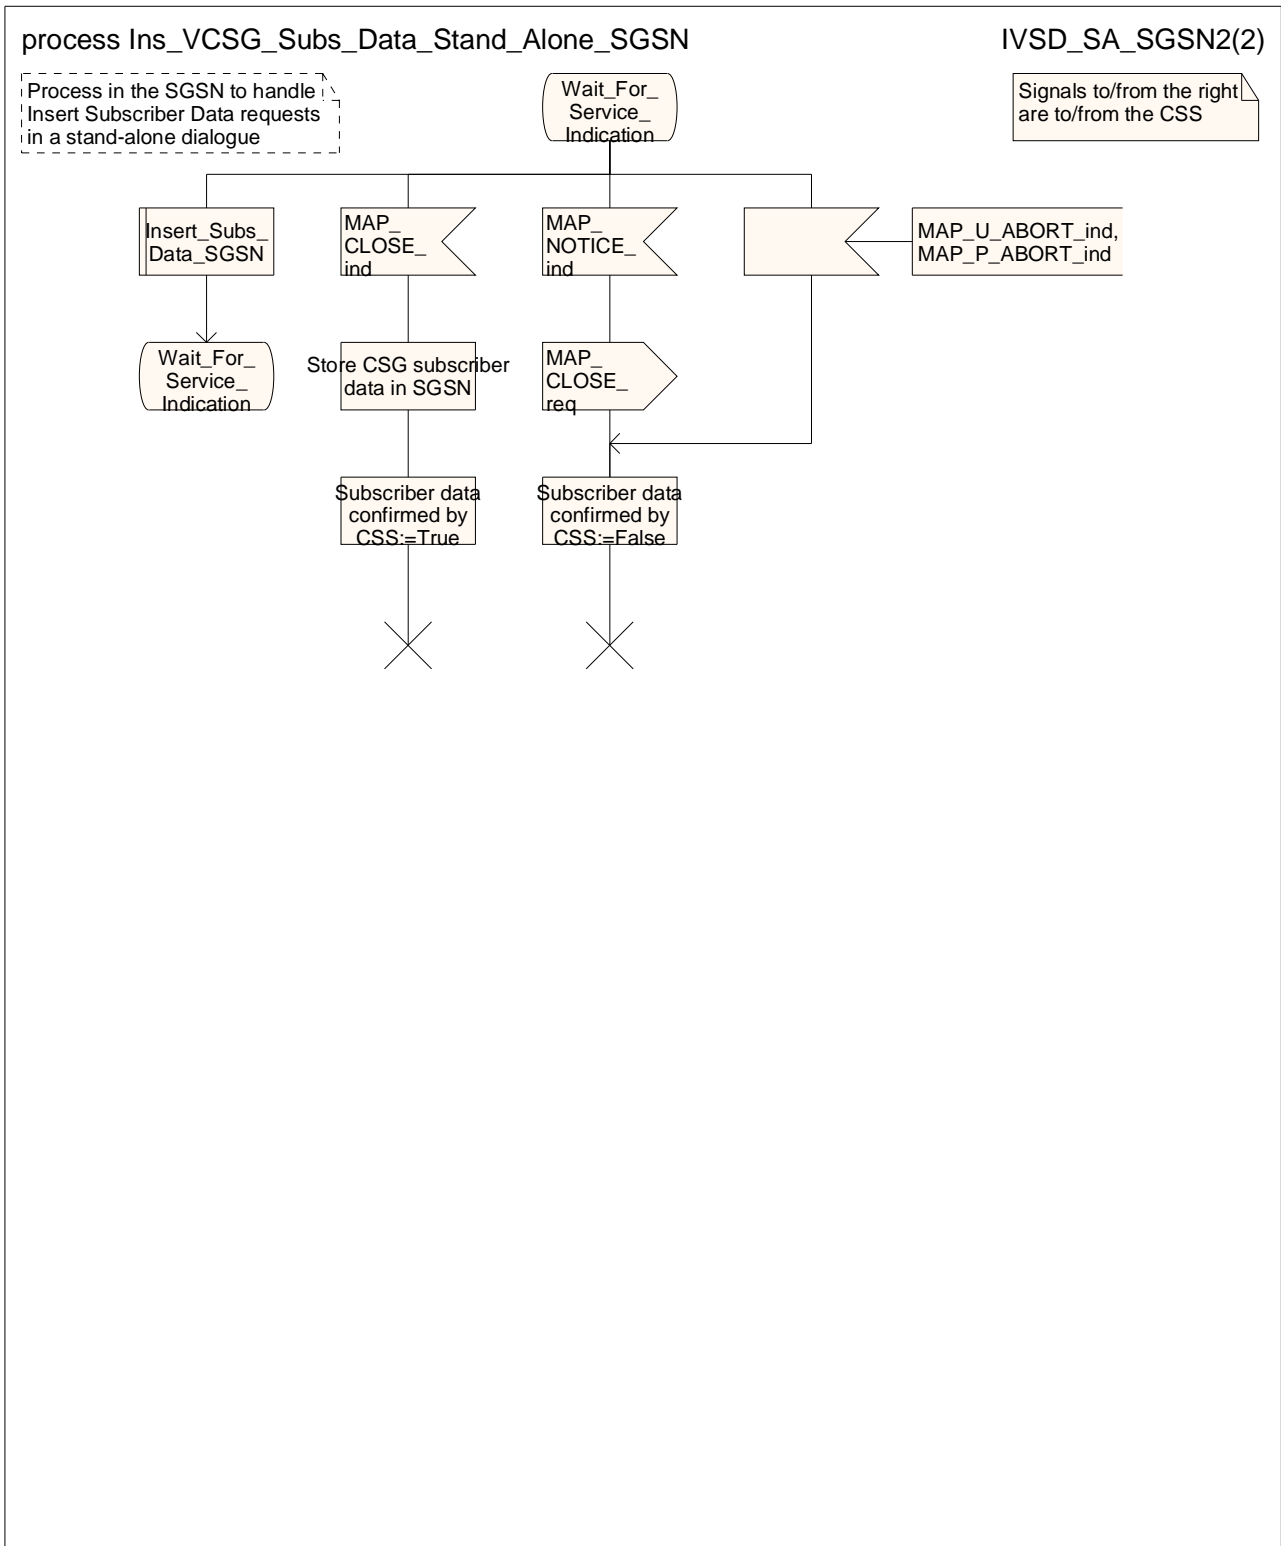 process Ins_VCSG_Subs_Data_Stand_Alone_SGSN
IVSD_SA_SGSN2(2)
Process in the SGSN to handle
Insert Subscriber Data requests
in a stand-alone dialogue
Wait_For_
Service_
Indication
Signals to/from the right
are to/from the CSS
Insert_Subs_
Data_SGSN
MAP_
CLOSE_
ind
MAP_
NOTICE_
ind
MAP_U_ABORT_ind,
MAP_P_ABORT_ind
Wait_For_
Service_
Indication
Store CSG subscriber
data in SGSN
MAP_
CLOSE_
req
Subscriber data
confirmed by
CSS:=True
Subscriber data
confirmed by
CSS:=False